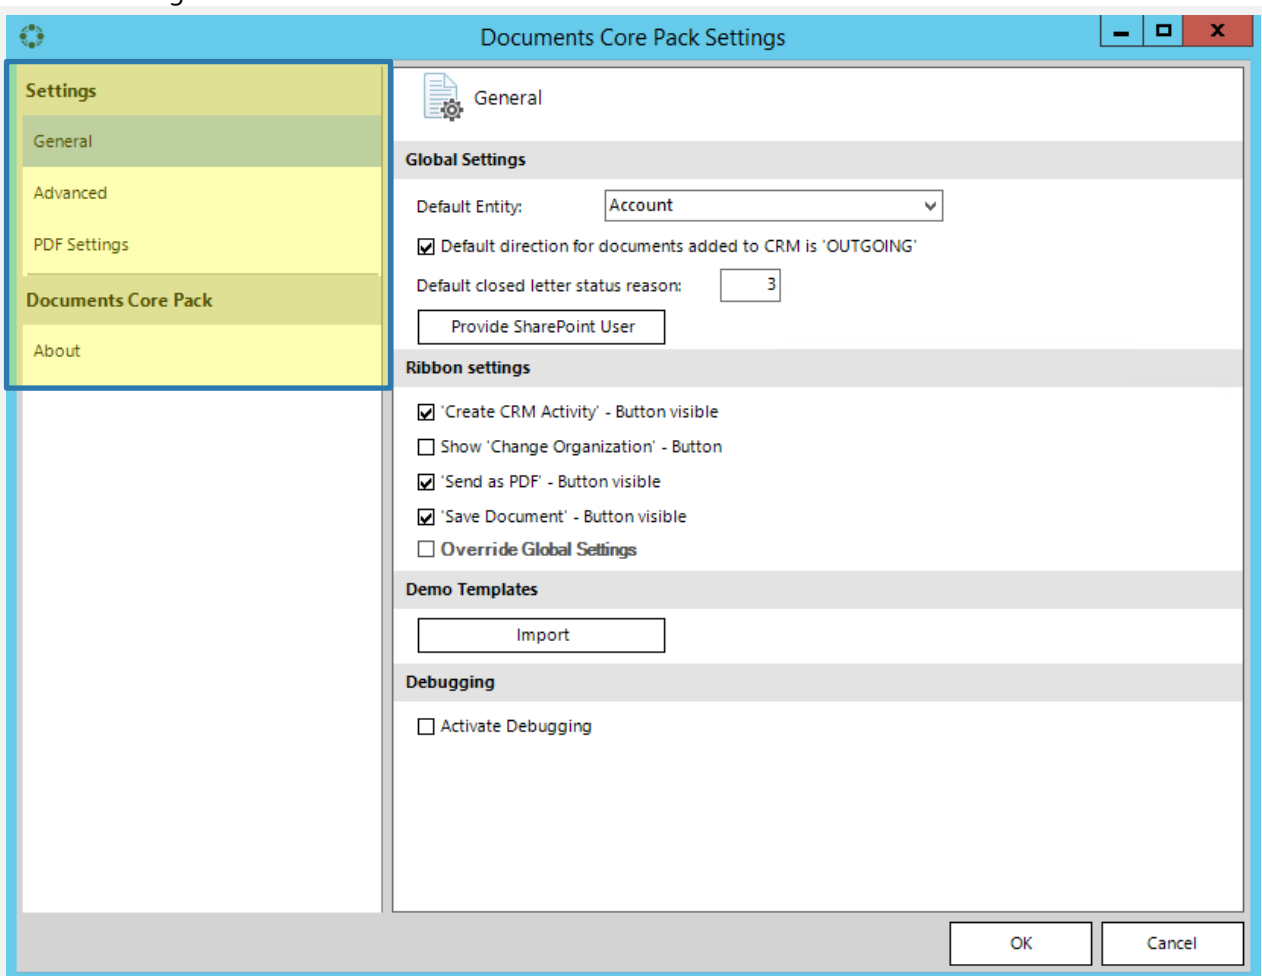 Documents Core Pack Settings
X
Settings
General
Advanced
PDF Settings
Documents Core Pack
About
General
Global Settings
Default Entity: Account
Default direction for documents added to CRM is 'OUTGOING'
Default closed letter status reason: 3
Provide SharePoint User
Ribbon settings
'Create CRM Activity' - Button visible
Show 'Change Organization' - Button
'Send as PDF' - Button visible
'Save Document' - Button visible
Override Global Settings
Demo Templates
Import
Debugging
Activate Debugging
OK Cancel